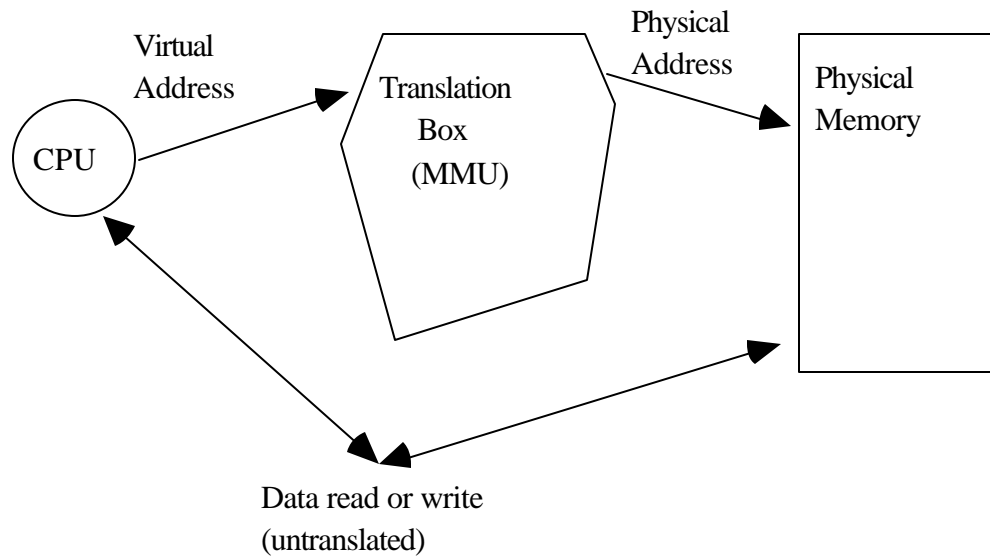 Virtual
Address
Physical
Address
CPU
Translation
Box
(MMU)
Physical
Memory
Data read or write
(untranslated)